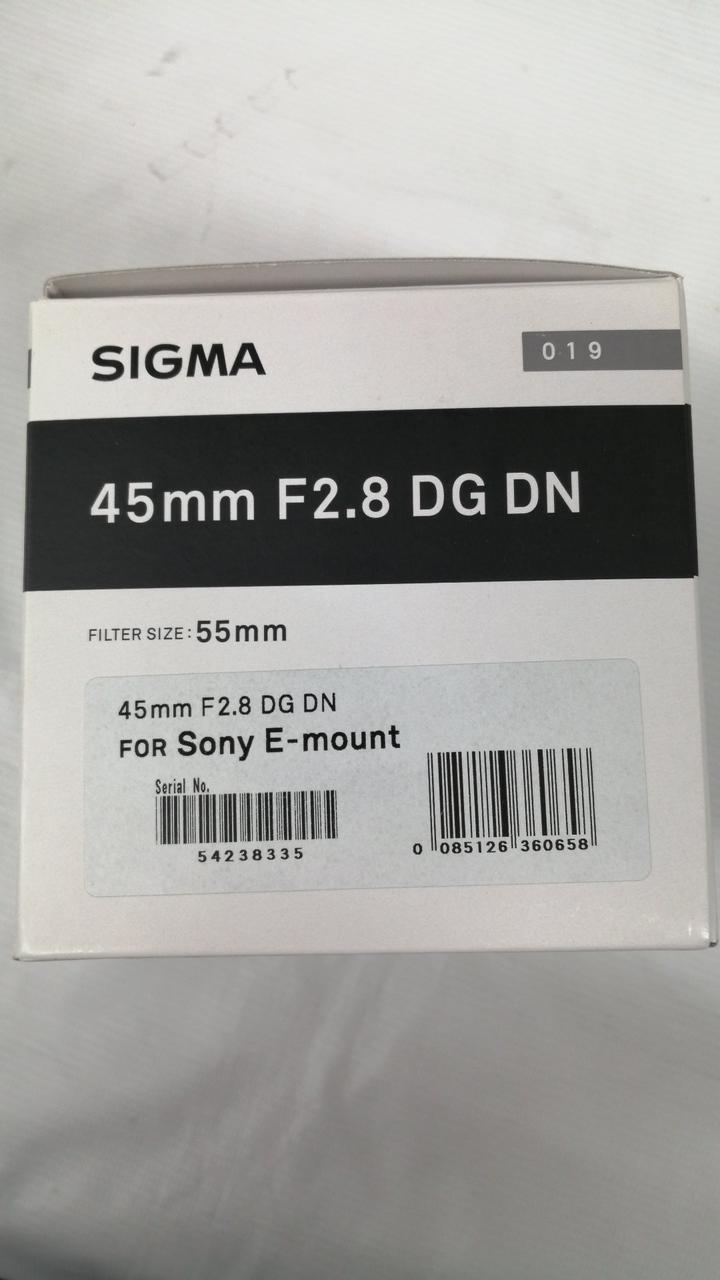 SIGMA
019
45mm F2.8 DG DN
FILTER SIZE: 55mm
45mm F2.8 DG DN
FOR Sony E-mount
Serial No.
54238335
0 085126 360658